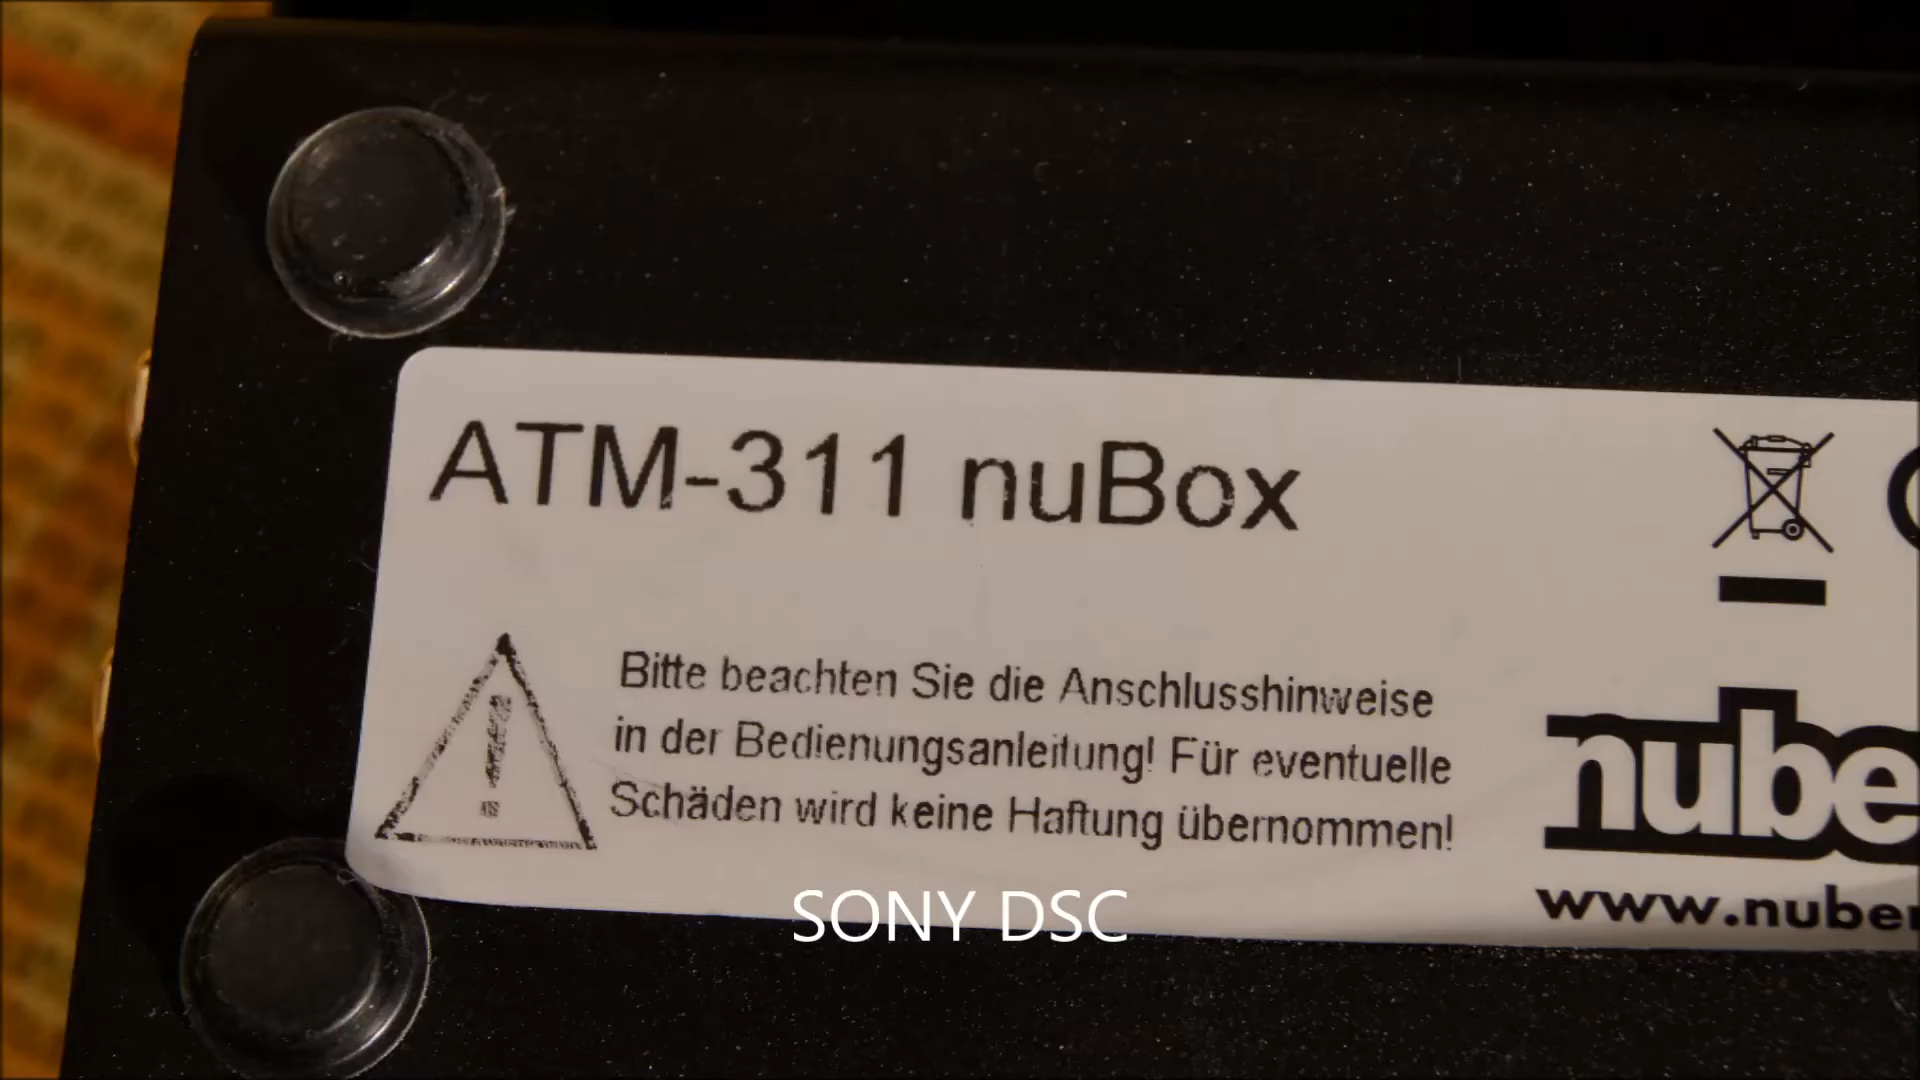 ATM-311 nuBox
Bitte beachten Sie die Anschlusshinweise
in der Bedienungsanleitung! Für eventuelle
Schäden wird keine Haftung übernommen!
nube
www.nuber
SONY DSC